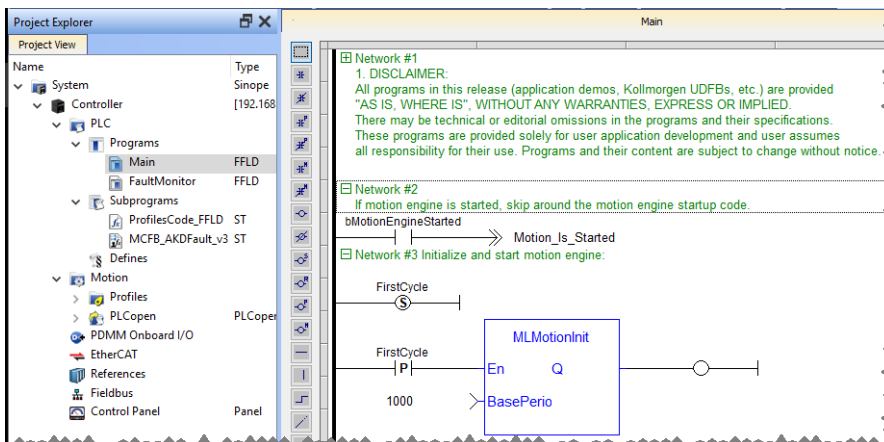 Project Explorer
Project View
Name Type
System Sinope
Controller [192.168
PLC
Programs
Main FFLD
FaultMonitor FFLD
Subprograms
ProfilesCode_FFLD ST
MCFB_AKDFault_v3 ST
Defines
Motion
Profiles
PLCopen PLCoper
PDMM Onboard I/O
EtherCAT
References
Fieldbus
Control Panel Panel
Main
Network #1
1. DISCLAIMER:
All programs in this release (application demos, Kollmorgen UDFBs, etc.) are provided
"AS IS, WHERE IS", WITHOUT ANY WARRANTIES, EXPRESS OR IMPLIED.
There may be technical or editorial omissions in the programs and their specifications.
These programs are provided solely for user application development and user assumes
all responsibility for their use. Programs and their content are subject to change without notice.
Network #2
If motion engine is started, skip around the motion engine startup code.
bMotionEngineStarted
Motion_Is_Started
Network #3 Initialize and start motion engine:
FirstCycle
S
MLMotionInit
FirstCycle
P
En Q
1000
BasePerio